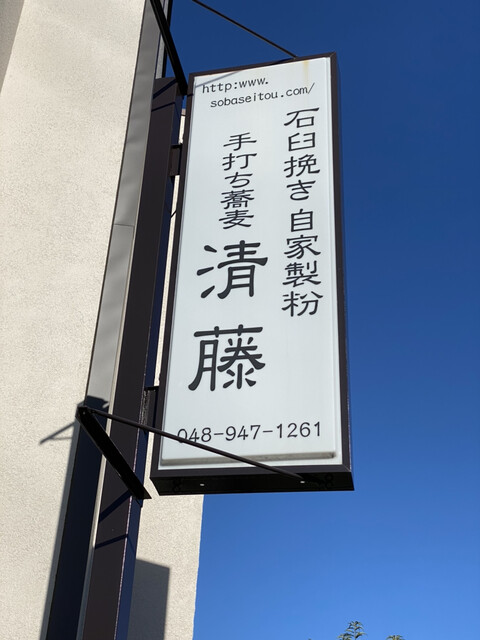 http:www.
sobaseitou.com/
石臼挽き自家製粉
手打ち蕎麦
清藤
048-947-1261